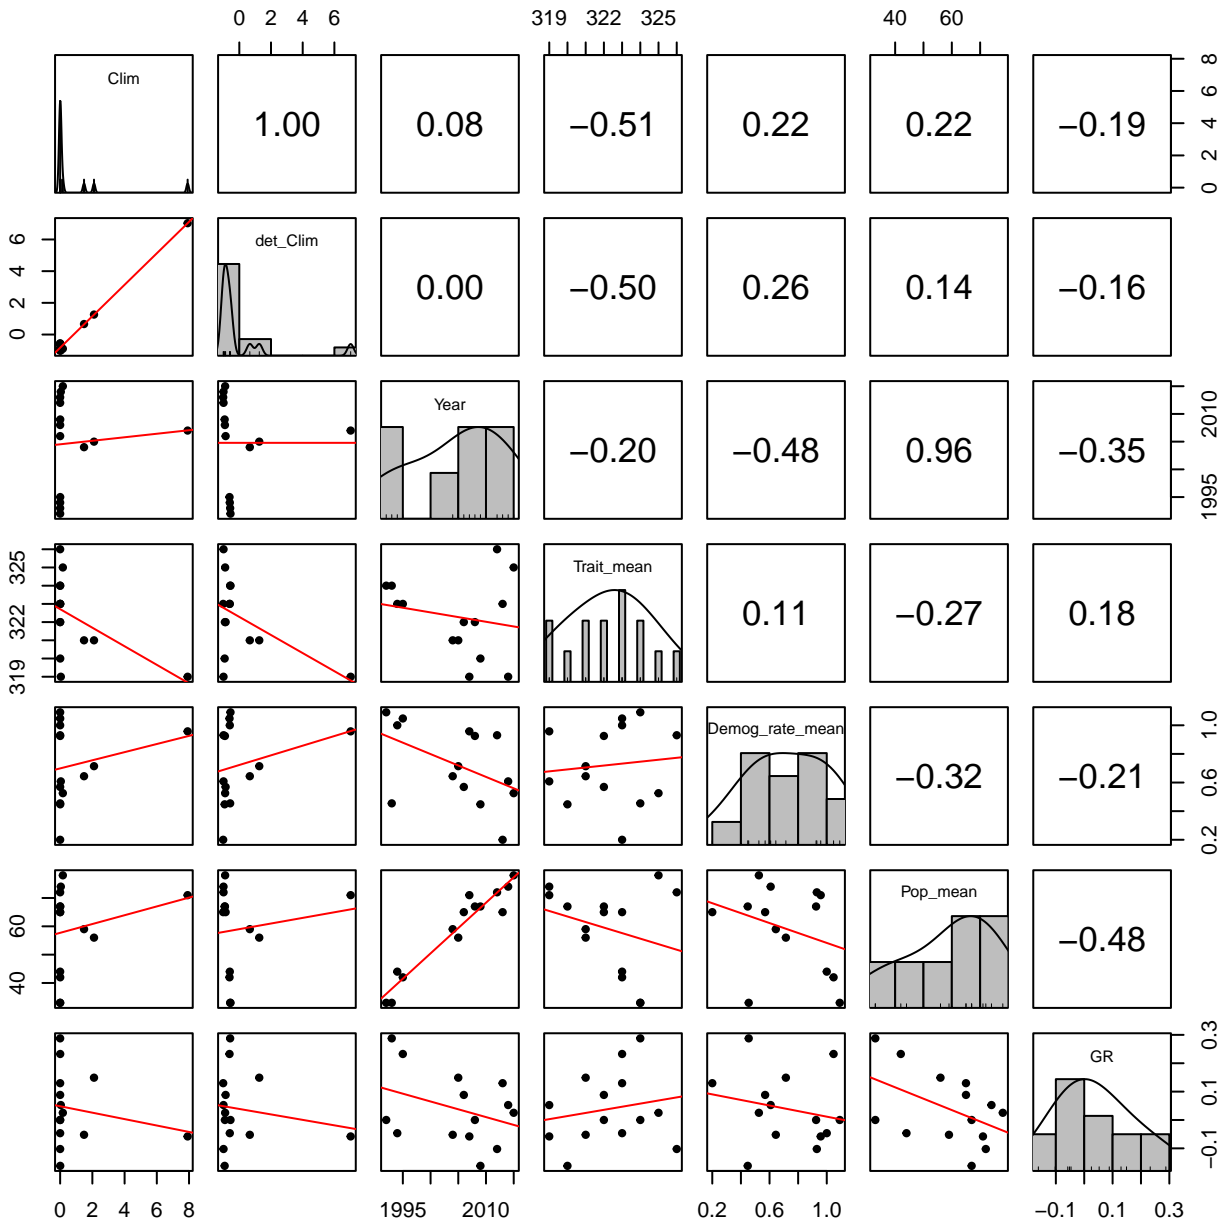 0 2 6
319 322 325
40 60
Clim
1.00
0.08
−0.51
0.22
0.22
−0.19
0 2 4 6 8
0 2 4 6
det_Clim
0.00
−0.50
0.26
0.14
−0.16
Year
−0.20
−0.48
0.96
−0.35
1995 2010
319 322 325
Trait_mean
0.11
−0.27
0.18
Demog_rate_mean
−0.32
−0.21
0.2 0.6 1.0
40 60
Pop_mean
−0.48
GR
−0.1 0.1 0.3
0 2 4 6 8
1995 2010
0.2 0.6 1.0
−0.1 0.1 0.3